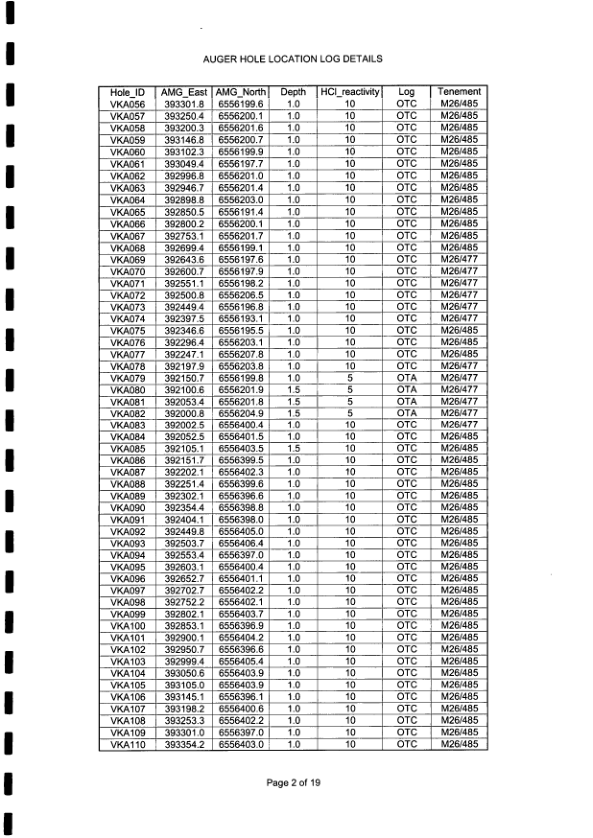 AUGER HOLE LOCATION LOG DETAILS
Hole_ID AMG_East AMG_North Depth HCl_reactivity Log Tenement
VKA056 393301.8 6556199.6 1.0 10 OTC M26/485
VKA057 393250.4 6556200.1 1.0 10 OTC M26/485
VKA058 393200.3 6556201.6 1.0 10 OTC M26/485
VKA059 393146.8 6556200.7 1.0 10 OTC M26/485
VKA060 393102.3 6556199.9 1.0 10 OTC M26/485
VKA061 393049.4 6556197.7 1.0 10 OTC M26/485
VKA062 392996.8 6556201.0 1.0 10 OTC M26/485
VKA063 392946.7 6556201.4 1.0 10 OTC M26/485
VKA064 392898.8 6556203.0 1.0 10 OTC M26/485
VKA065 392850.5 6556191.4 1.0 10 OTC M26/485
VKA066 392800.2 6556200.1 1.0 10 OTC M26/485
VKA067 392753.1 6556201.7 1.0 10 OTC M26/485
VKA068 392699.4 6556199.1 1.0 10 OTC M26/485
VKA069 392643.6 6556197.6 1.0 10 OTC M26/477
VKA070 392600.7 6556197.9 1.0 10 OTC M26/477
VKA071 392551.1 6556198.2 1.0 10 OTC M26/477
VKA072 392500.8 6556206.5 1.0 10 OTC M26/477
VKA073 392449.4 6556196.8 1.0 10 OTC M26/477
VKA074 392397.5 6556193.1 1.0 10 OTC M26/477
VKA075 392346.6 6556195.5 1.0 10 OTC M26/485
VKA076 392296.4 6556203.1 1.0 10 OTC M26/485
VKA077 392247.1 6556207.8 1.0 10 OTC M26/485
VKA078 392197.9 6556203.8 1.0 10 OTC M26/477
VKA079 392150.7 6556199.8 1.0 5 OTA M26/477
VKA080 392100.6 6556201.9 1.5 5 OTA M26/477
VKA081 392053.4 6556201.8 1.5 5 OTA M26/477
VKA082 392000.8 6556204.9 1.5 5 OTA M26/477
VKA083 392002.5 6556400.4 1.0 10 OTC M26/477
VKA084 392052.5 6556401.5 1.0 10 OTC M26/485
VKA085 392105.1 6556403.5 1.5 10 OTC M26/485
VKA086 392151.7 6556399.5 1.0 10 OTC M26/485
VKA087 392202.1 6556402.3 1.0 10 OTC M26/485
VKA088 392251.4 6556399.6 1.0 10 OTC M26/485
VKA089 392302.1 6556396.6 1.0 10 OTC M26/485
VKA090 392354.4 6556398.8 1.0 10 OTC M26/485
VKA091 392404.1 6556398.0 1.0 10 OTC M26/485
VKA092 392449.8 6556405.0 1.0 10 OTC M26/485
VKA093 392503.7 6556406.4 1.0 10 OTC M26/485
VKA094 392553.4 6556397.0 1.0 10 OTC M26/485
VKA095 392603.1 6556400.4 1.0 10 OTC M26/485
VKA096 392652.7 6556401.1 1.0 10 OTC M26/485
VKA097 392702.7 6556402.2 1.0 10 OTC M26/485
VKA098 392752.2 6556402.1 1.0 10 OTC M26/485
VKA099 392802.1 6556403.7 1.0 10 OTC M26/485
VKA100 392853.1 6556396.9 1.0 10 OTC M26/485
VKA101 392900.1 6556404.2 1.0 10 OTC M26/485
VKA102 392950.7 6556396.6 1.0 10 OTC M26/485
VKA103 392999.4 6556405.4 1.0 10 OTC M26/485
VKA104 393050.6 6556403.9 1.0 10 OTC M26/485
VKA105 393105.0 6556403.9 1.0 10 OTC M26/485
VKA106 393145.1 6556396.1 1.0 10 OTC M26/485
VKA107 393198.2 6556400.6 1.0 10 OTC M26/485
VKA108 393253.3 6556402.2 1.0 10 OTC M26/485
VKA109 393301.0 6556397.0 1.0 10 OTC M26/485
VKA110 393354.2 6556403.0 1.0 10 OTC M26/485
Page 2 of 19